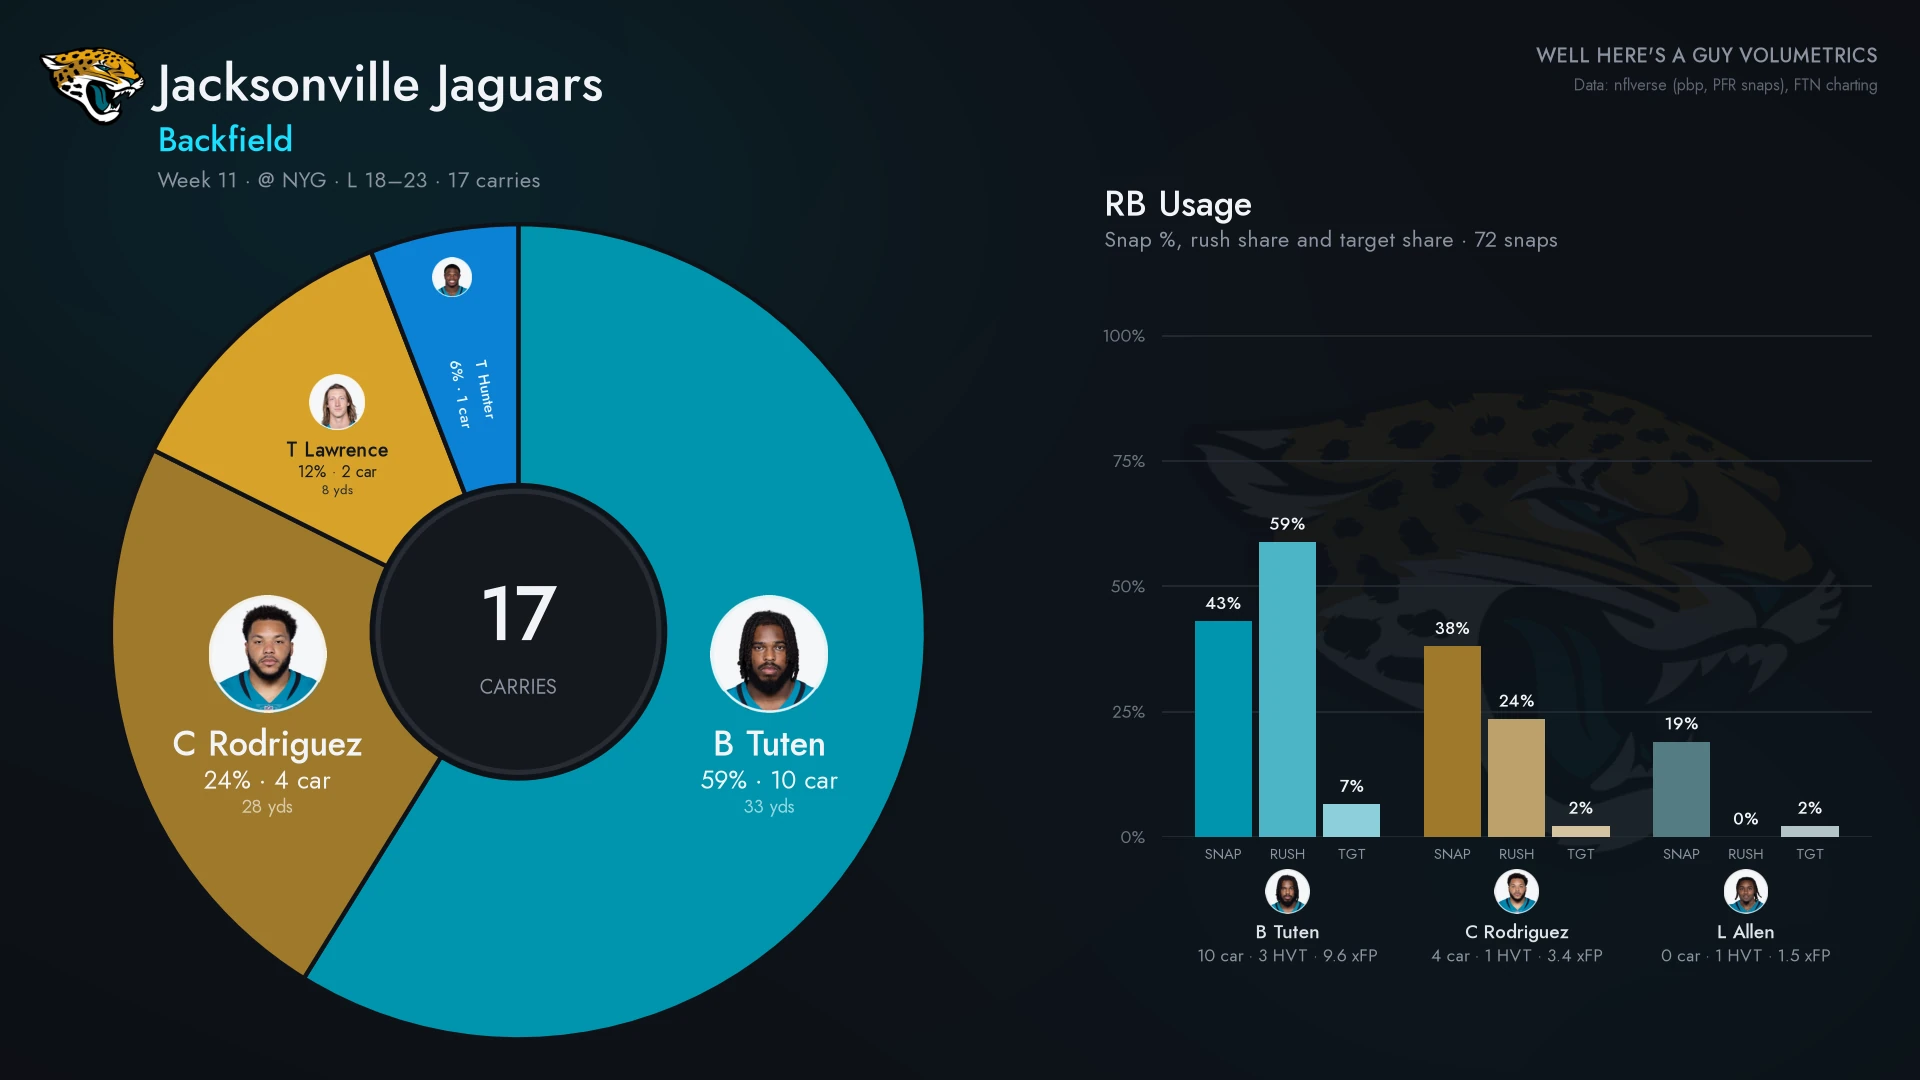 Jacksonville Jaguars
Backfield
Week 11 · @ NYG · L 18–23 · 17 carries
WELL HERE'S A GUY VOLUMETRICS
Data: nflverse (pbp, PFR snaps), FTN charting
T Hunter
6% · 1 car
T Lawrence
12% · 2 car
8 yds
C Rodriguez
24% · 4 car
28 yds
17
CARRIES
B Tuten
59% · 10 car
33 yds
RB Usage
Snap %, rush share and target share · 72 snaps
100%
75%
50%
25%
0%
43%
59%
7%
38%
24%
2%
19%
0%
2%
SNAP RUSH TGT
SNAP RUSH TGT
SNAP RUSH TGT
B Tuten
10 car · 3 HVT · 9.6 xFP
C Rodriguez
4 car · 1 HVT · 3.4 xFP
L Allen
0 car · 1 HVT · 1.5 xFP